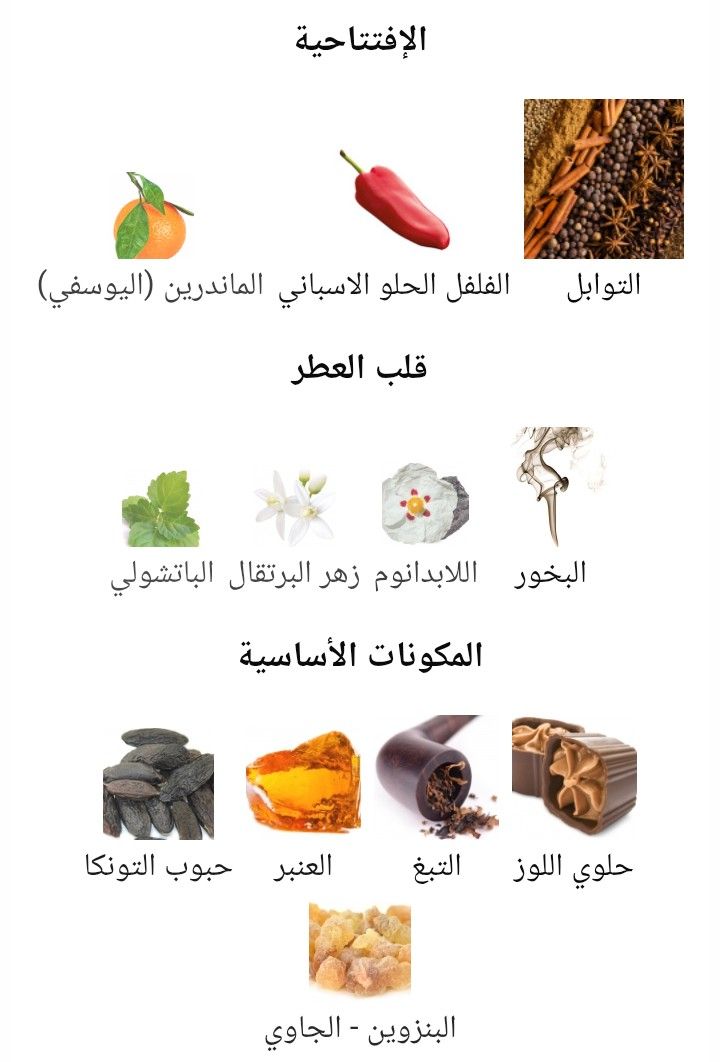 الإفتتاحية
التوابل الفلفل الحلو الاسباني الماندرين (اليوسفي)
قلب العطر
البخور اللابدانوم زهر البرتقال الباتشولي
المكونات الأساسية
حلوي اللوز التبغ العنبر حبوب التونكا
البنزوين - الجاوي